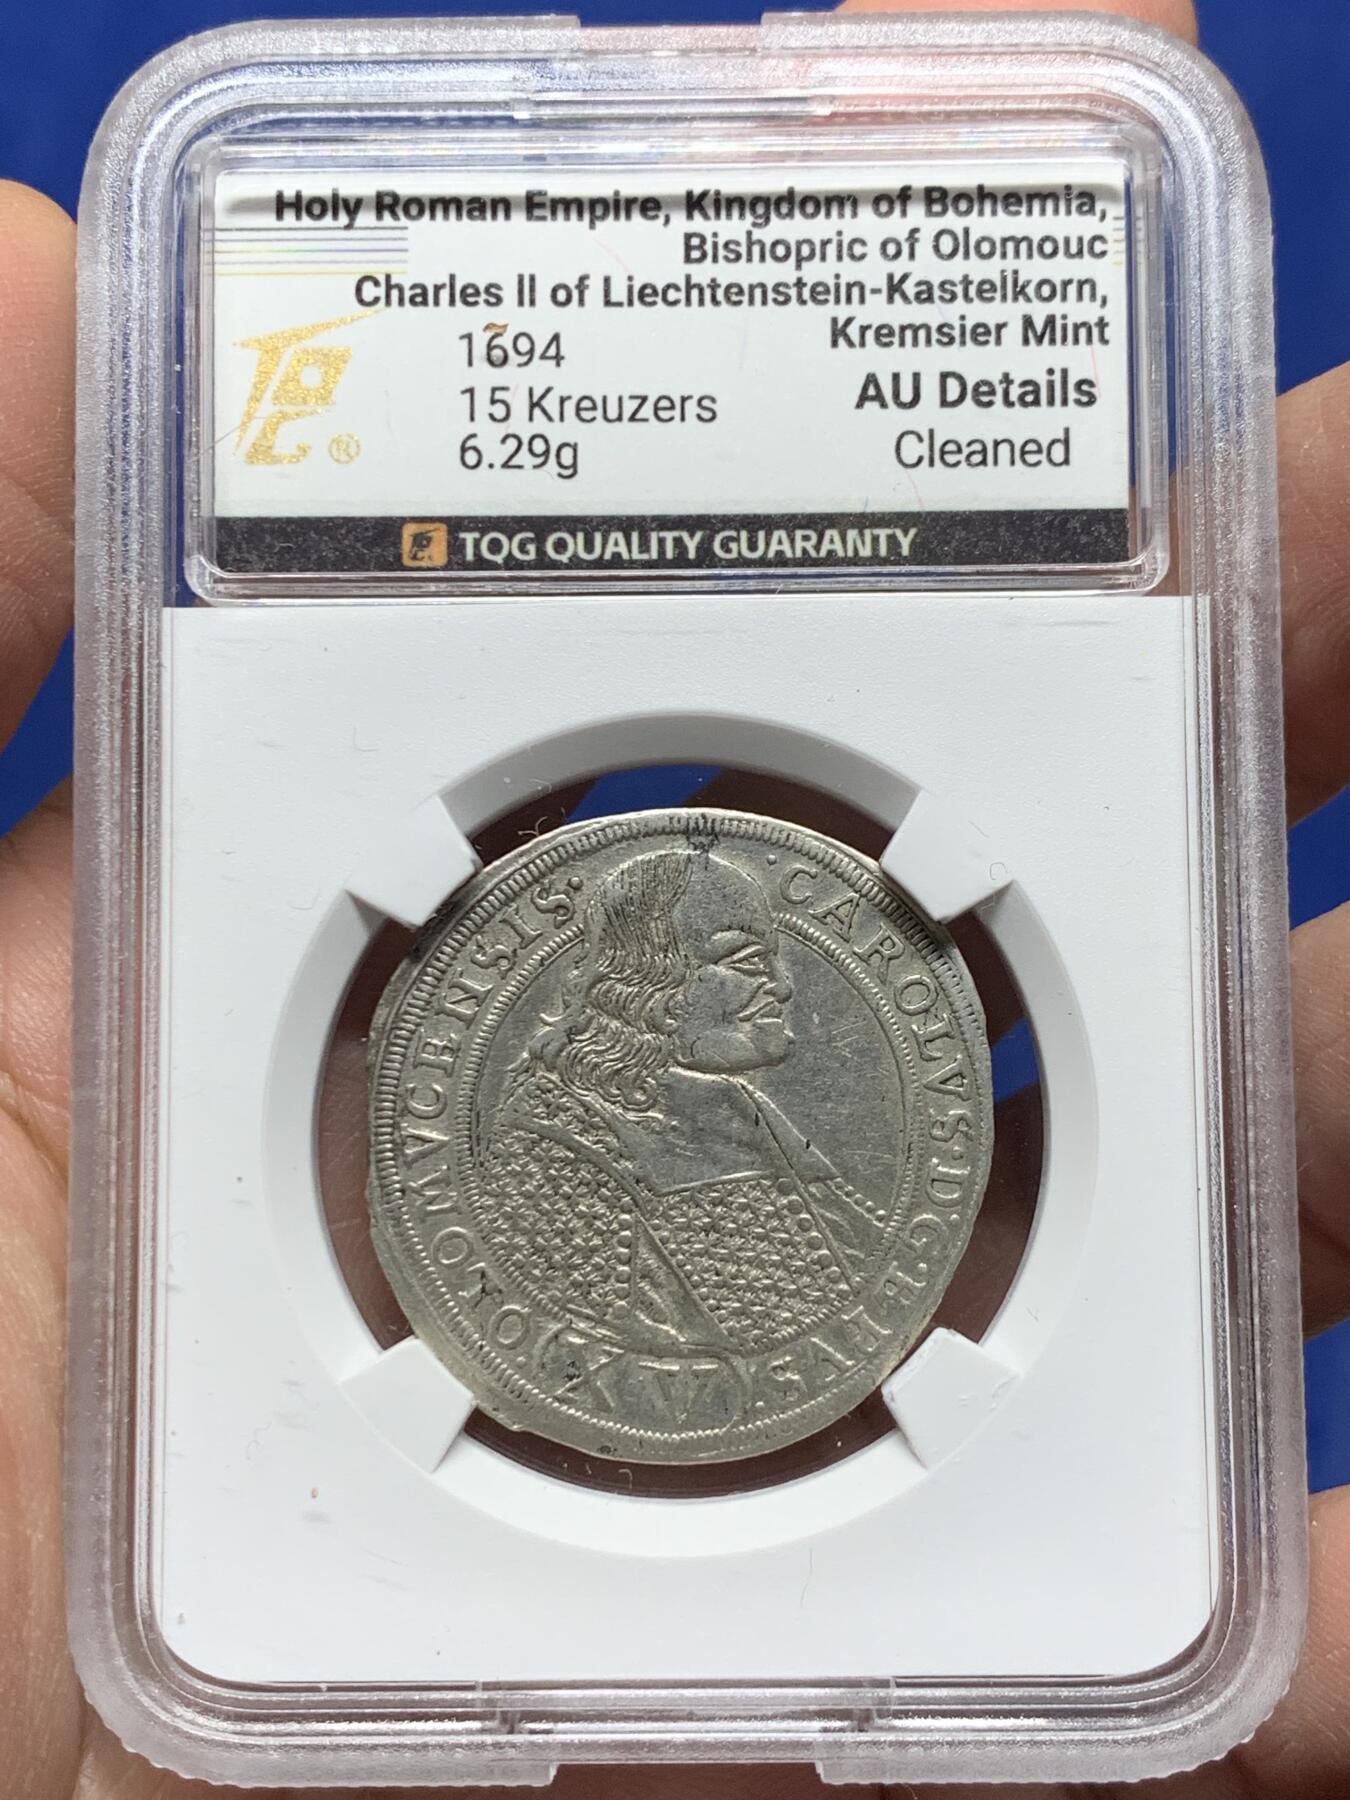 Holy Roman Empire, Kingdom of Bohemia,
Bishopric of Olomouc
Charles II of Liechtenstein-Kastelkorn,
Kremsier Mint
1694
15 Kreuzers
6.29g
AU Details
Cleaned
®
TQG QUALITY GUARANTY
· CAROLVS · D : G : EPVS · XV OLOMVCENSIS ·